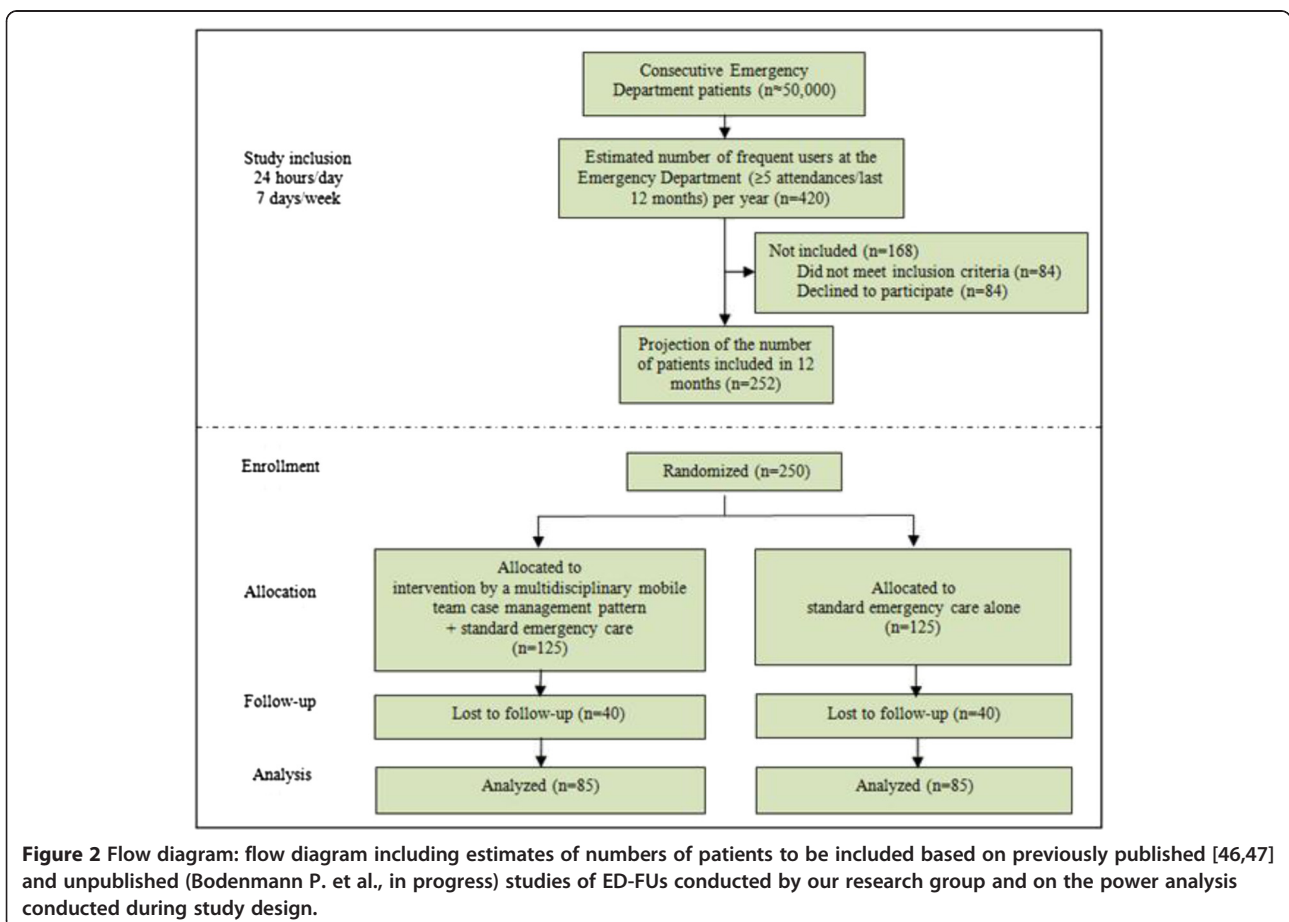 Consecutive Emergency
Department patients (n≈50,000)
Study inclusion
24 hours/day
7 days/week
Estimated number of frequent users at the
Emergency Department (≥5 attendances/last
12 months) per year (n=420)
Not included (n=168)
Did not meet inclusion criteria (n=84)
Declined to participate (n=84)
Projection of the number
of patients included in 12
months (n=252)
Enrollment
Randomized (n=250)
Allocation
Allocated to
intervention by a multidisciplinary mobile
team case management pattern
+ standard emergency care
(n=125)
Allocated to
standard emergency care alone
(n=125)
Follow-up
Lost to follow-up (n=40)
Lost to follow-up (n=40)
Analysis
Analyzed (n=85)
Analyzed (n=85)
Figure 2 Flow diagram: flow diagram including estimates of numbers of patients to be included based on previously published [46,47]
and unpublished (Bodenmann P. et al., in progress) studies of ED-FUs conducted by our research group and on the power analysis
conducted during study design.